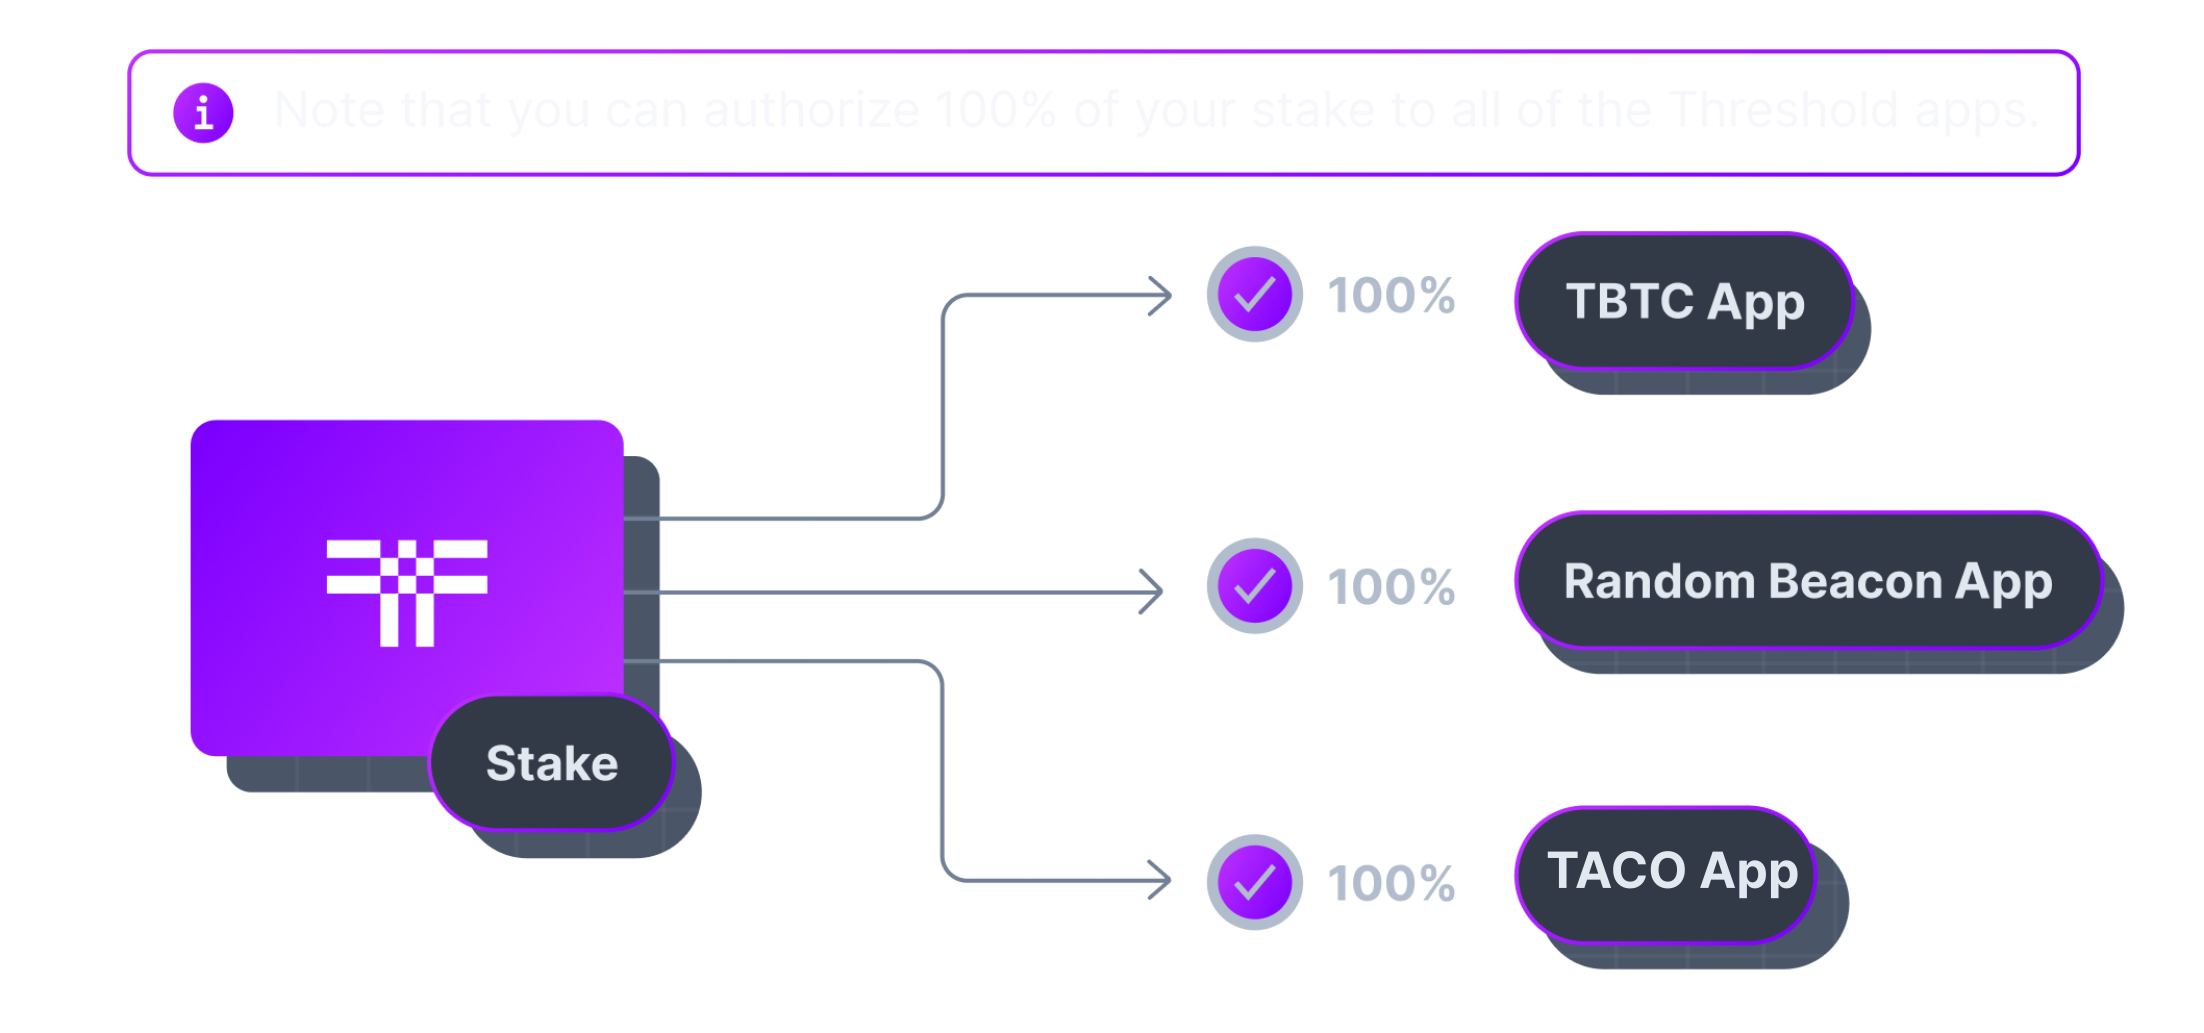 Note that you can authorize 100% of your stake to all of the Threshold apps.
100%
TBTC App
100%
Random Beacon App
Stake
100%
TACO App